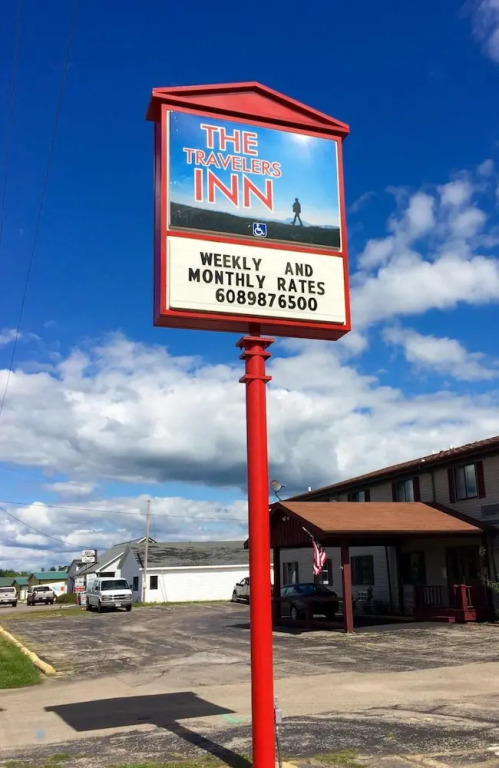 THE
TRAVELERS
INN
WEEKLY AND
MONTHLY RATES
6089876500